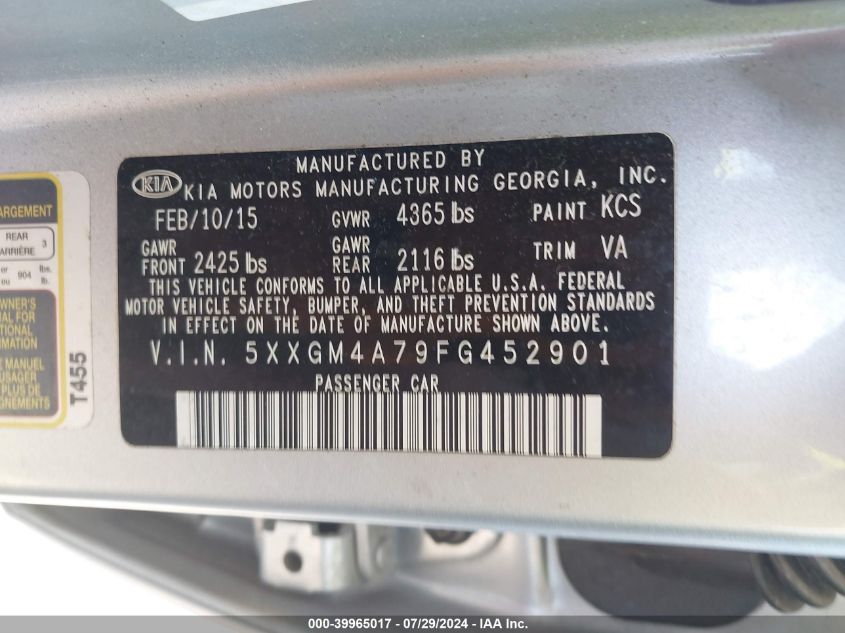 MANUFACTURED BY
KIA KIA MOTORS MANUFACTURING GEORGIA, INC.
FEB/10/15 GVWR 4365 lbs PAINT KCS
GAWR FRONT 2425 lbs GAWR REAR 2116 lbs TRIM VA
THIS VEHICLE CONFORMS TO ALL APPLICABLE U.S.A. FEDERAL
MOTOR VEHICLE SAFETY, BUMPER, AND THEFT PREVENTION STANDARDS
IN EFFECT ON THE DATE OF MANUFACTURE SHOWN ABOVE.
V.I.N. 5XXGM4A79FG452901
PASSENGER CAR
REAR 3
904 lbs.
T455
000-39965017 - 07/29/2024 - IAA Inc.